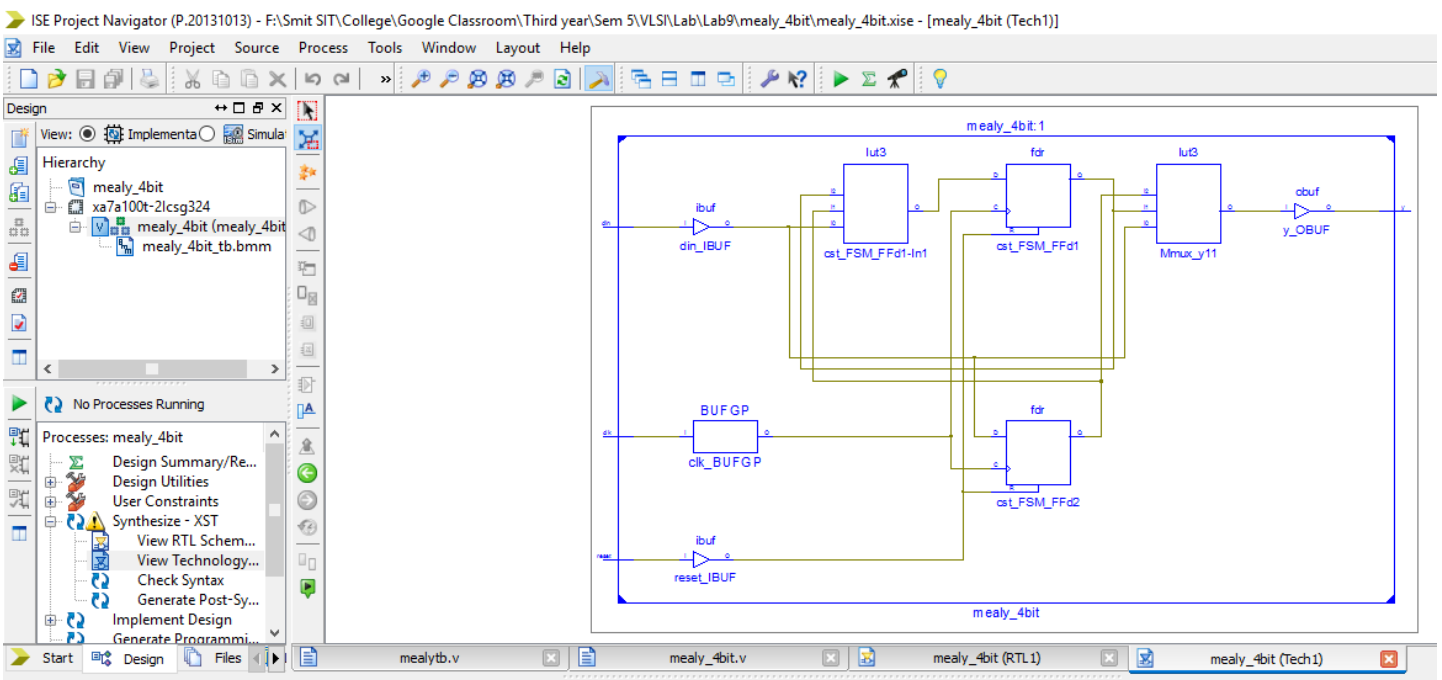 ISE Project Navigator (P.20131013) - F:\Smit SIT\College\Google Classroom\Third year\Sem 5\VLSI\Lab\Lab9\mealy_4bit\mealy_4bit.xise - [mealy_4bit (Tech1)]
File Edit View Project Source Process Tools Window Layout Help
Design
View: Implementa Simula
Hierarchy
mealy_4bit
xa7a100t-2lcsg324
mealy_4bit (mealy_4bit
mealy_4bit_tb.bmm
No Processes Running
Processes: mealy_4bit
Design Summary/Re...
Design Utilities
User Constraints
Synthesize - XST
View RTL Schem...
View Technology...
Check Syntax
Generate Post-Sy...
Implement Design
Generate Programmi...
Start Design Files
mealy_4bit:1
lut3 fdr lut3
cst_FSM_FFd1-In1 cst_FSM_FFd1 Mmux_y11
ibuf
din I O
din_IBUF
obuf
I O y
y_OBUF
BUFGP
clk I O
clk_BUFGP
fdr
D Q
C
R
cst_FSM_FFd2
ibuf
reset I O
reset_IBUF
mealy_4bit
mealytb.v mealy_4bit.v mealy_4bit (RTL1) mealy_4bit (Tech1)